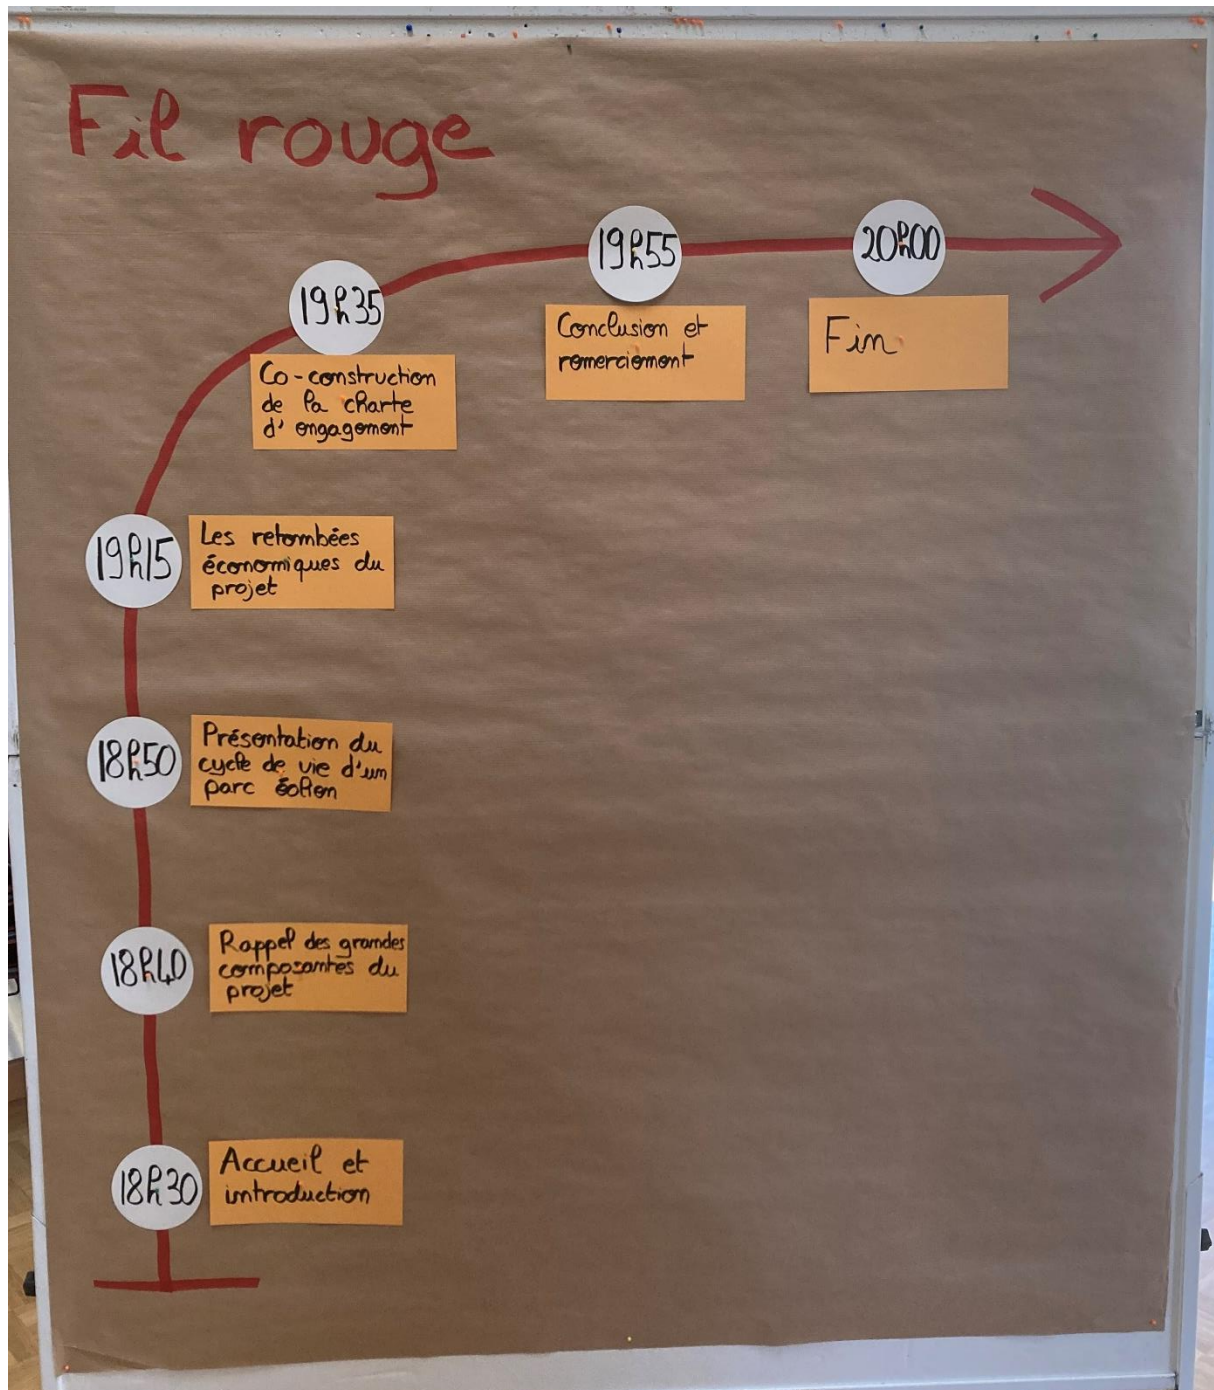 Fil rouge
19h55
20h00
19h35
Conclusion et
remerciement
Fin
Co-construction
de la charte
d'engagement
19h15
Les retombées
économiques du
projet
18h50
Présentation du
cycle de vie d'un
parc éolien
18h40
Rappel des grandes
composantes du
projet
18h30
Accueil et
introduction